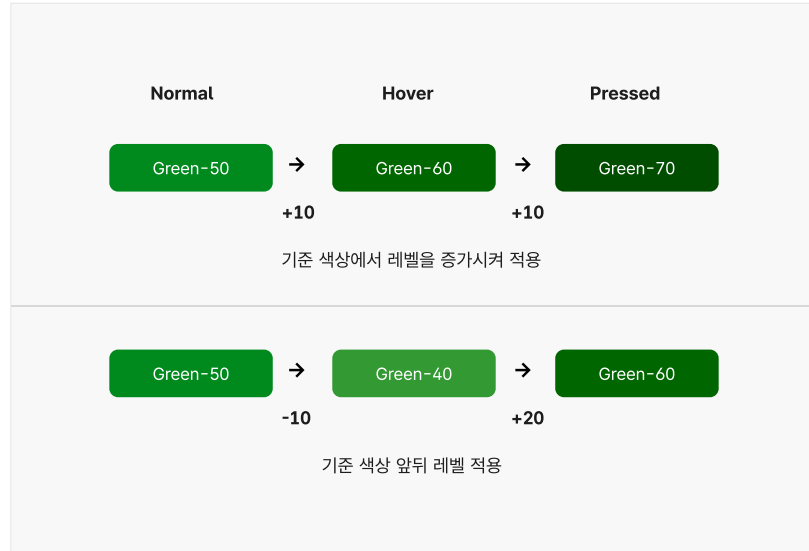 Normal Hover Pressed
Green-50 → Green-60 → Green-70
+10 +10
기준 색상에서 레벨을 증가시켜 적용
Green-50 → Green-40 → Green-60
-10 +20
기준 색상 앞뒤 레벨 적용